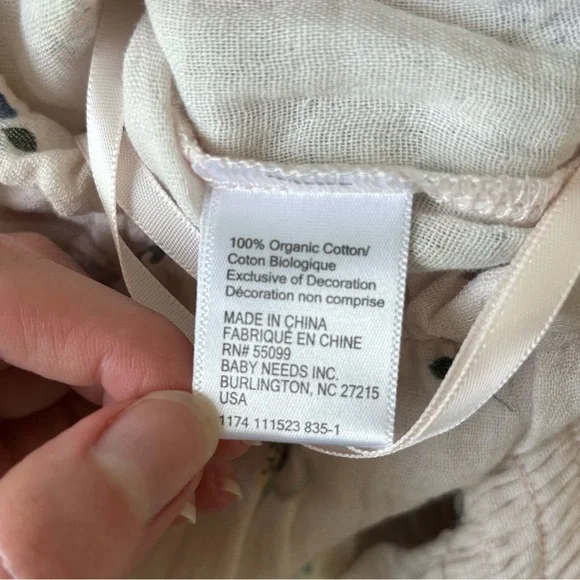 100% Organic Cotton/
Coton Biologique
Exclusive of Decoration
Décoration non comprise
MADE IN CHINA
FABRIQUÉ EN CHINE
RN# 55099
BABY NEEDS INC.
BURLINGTON, NC 27215
USA
1174 111523 835-1